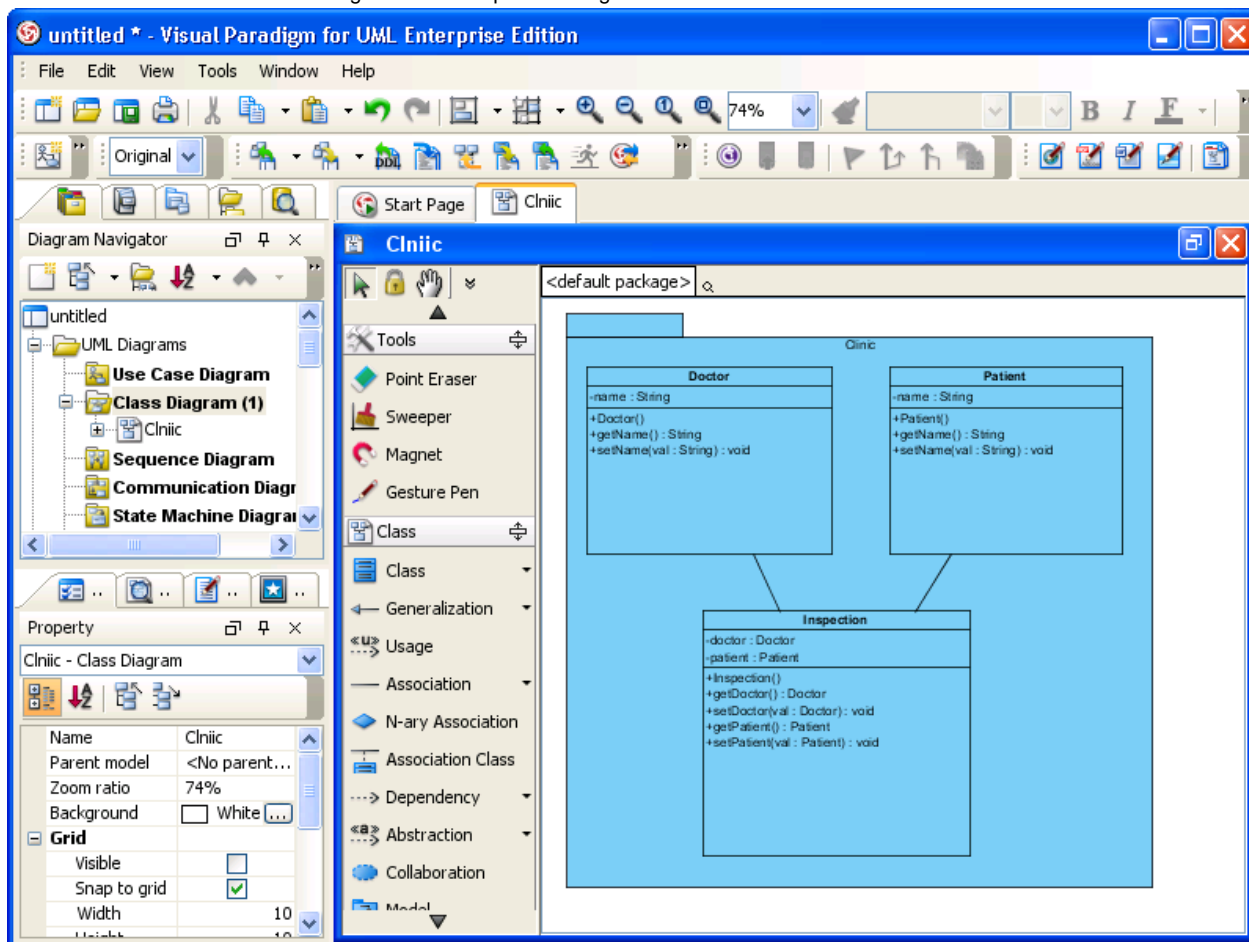 untitled * - Visual Paradigm for UML Enterprise Edition
File Edit View Tools Window Help
74%
B I F
Original
DDL
Start Page
Clniic
Diagram Navigator
Clniic
<default package>
untitled
UML Diagrams
Use Case Diagram
Class Diagram (1)
Clniic
Sequence Diagram
Communication Diagr
State Machine Diagrai
Property
Clniic - Class Diagram
Name Clniic
Parent model <No parent...
Zoom ratio 74%
Background White ...
Grid
Visible
Snap to grid
Width 10
Tools
Point Eraser
Sweeper
Magnet
Gesture Pen
Class
Class
Generalization
«u» Usage
Association
N-ary Association
Association Class
Dependency
«a» Abstraction
Collaboration
Model
Clinic
Doctor
-name : String
+Doctor()
+getName() : String
+setName(val : String) : void
Patient
-name : String
+Patient()
+getName() : String
+setName(val : String) : void
Inspection
-doctor : Doctor
-patient : Patient
+Inspection()
+getDoctor() : Doctor
+setDoctor(val : Doctor) : void
+getPatient() : Patient
+setPatient(val : Patient) : void